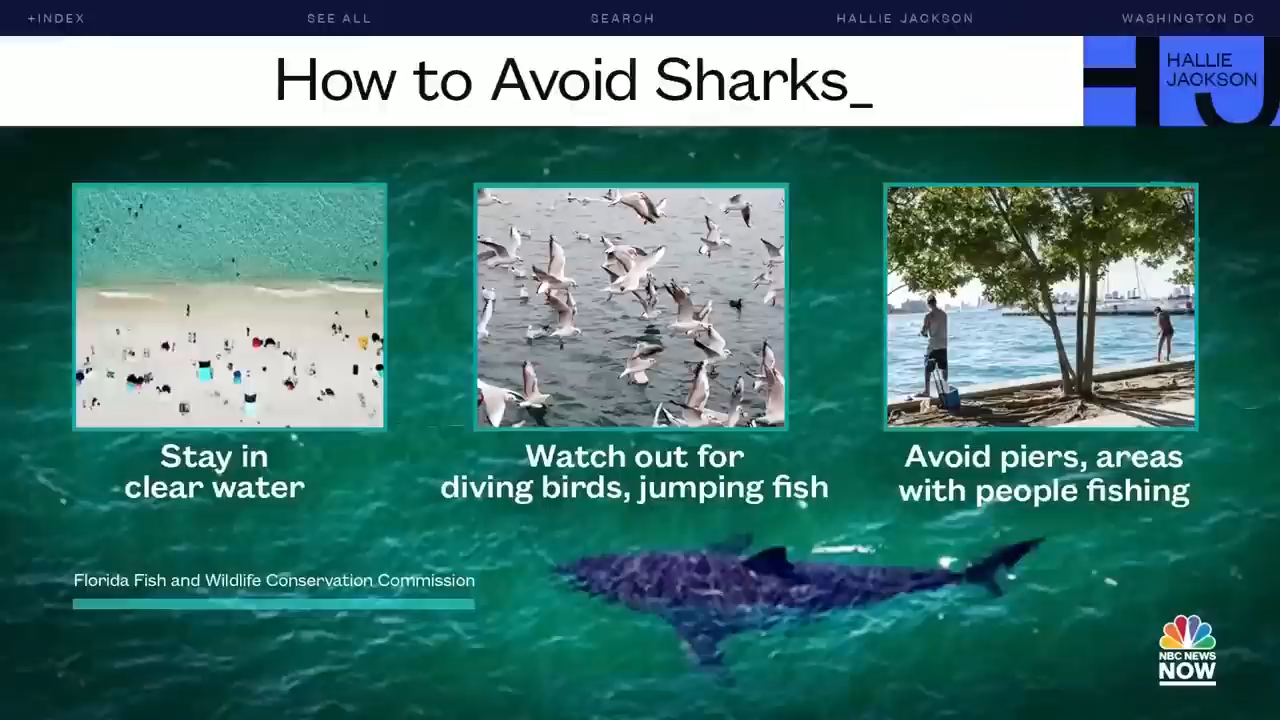 +INDEX
SEE ALL
SEARCH
HALLIE JACKSON
WASHINGTON DC
How to Avoid Sharks_
HALLIE
JACKSON
HJ
Stay in
clear water
Watch out for
diving birds, jumping fish
Avoid piers, areas
with people fishing
Florida Fish and Wildlife Conservation Commission
NBC NEWS
NOW